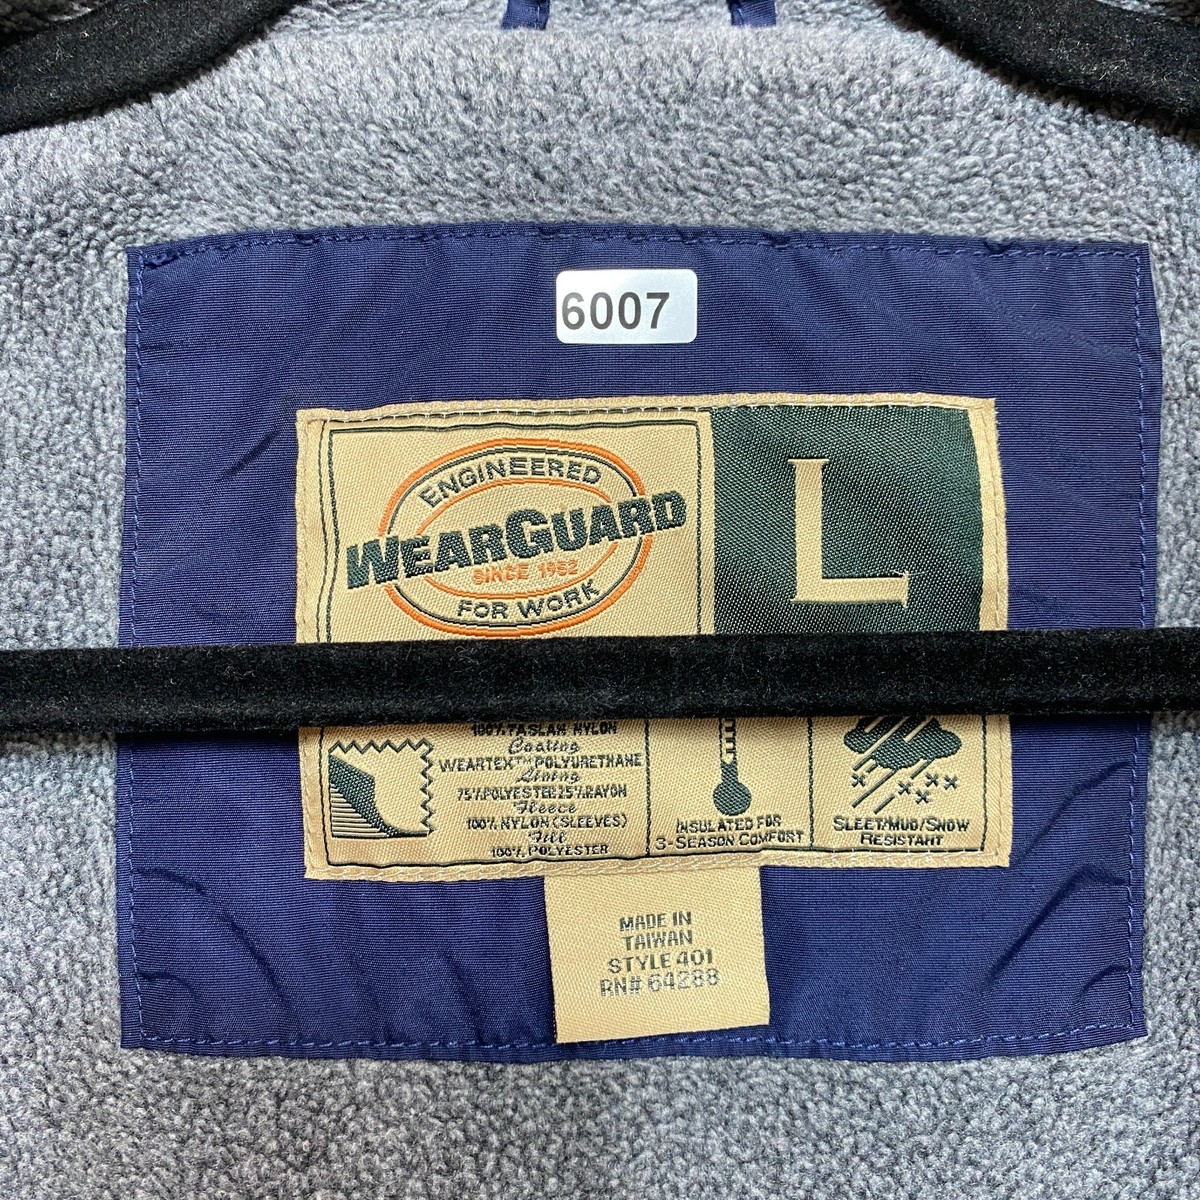 6007
ENGINEERED
WEARGUARD
SINCE 1952
FOR WORK
L
100% TASLAN NYLON
Coating
WEARTEX™ POLYURETHANE
Lining
75% POLYESTER 25% RAYON
Fleece
100% NYLON (SLEEVES)
Fill
100% POLYESTER
INSULATED FOR
3-SEASON COMFORT
SLEET/MUD/SNOW
RESISTANT
MADE IN
TAIWAN
STYLE 401
RN# 64288